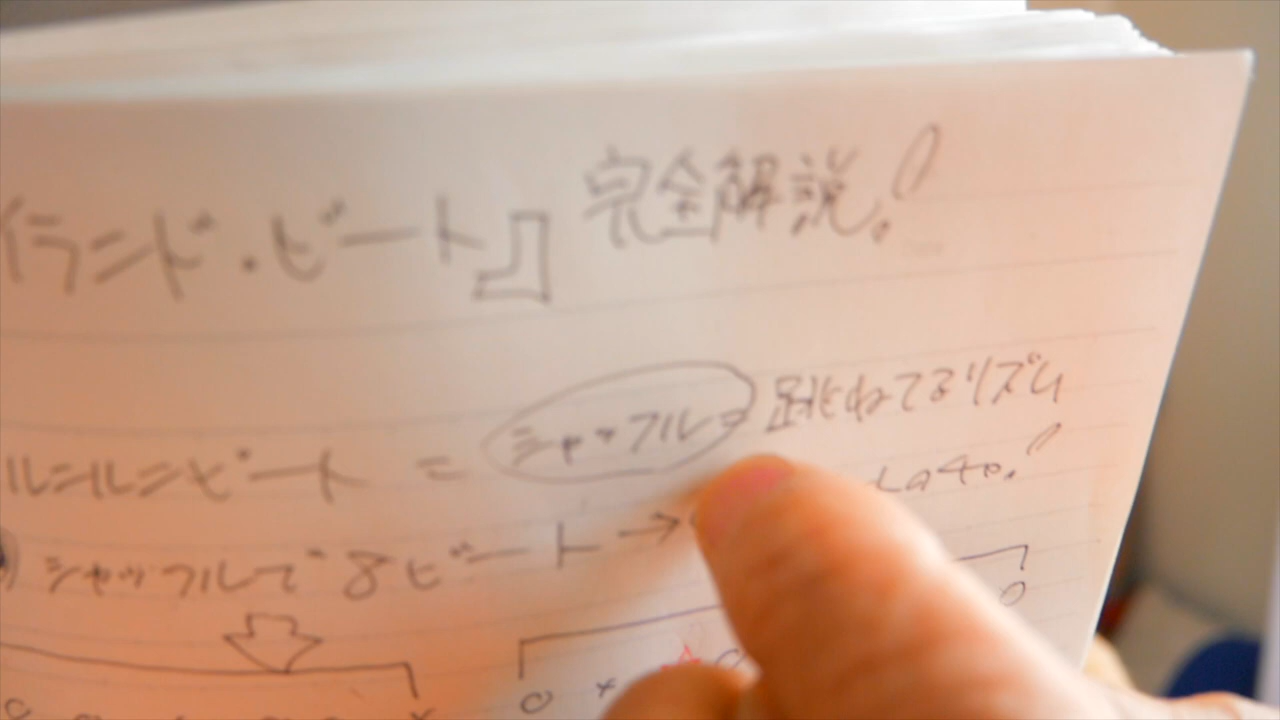 イランド・ビート』 完全解説!
ルンルンビート = シャッフル= 跳ねてるリズム
シャッフルで8ビート →